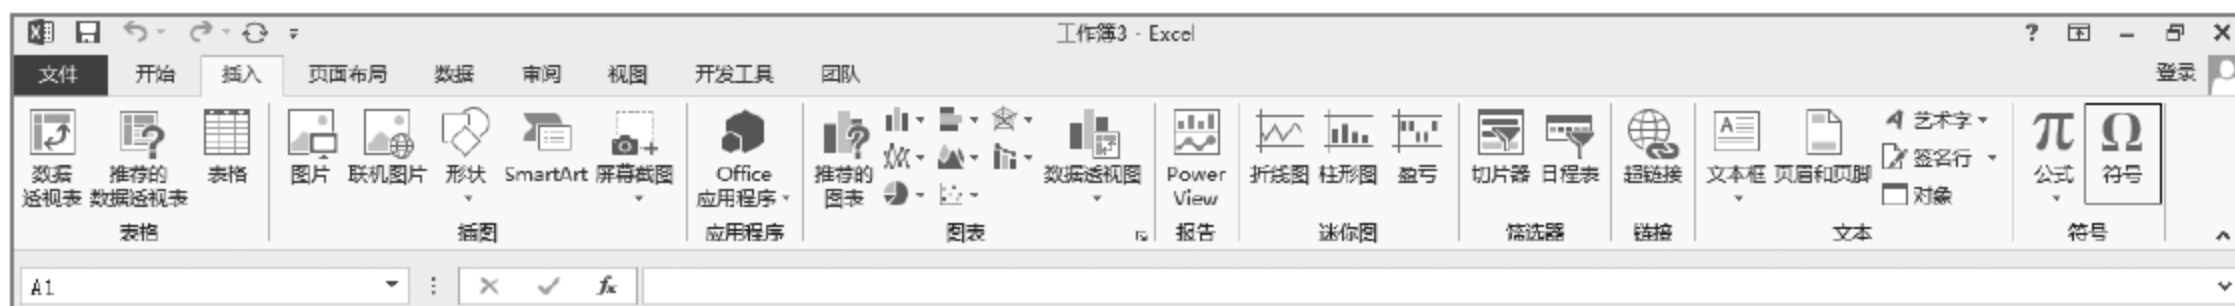 工作簿3 - Excel
?
文件 开始 插入 页面布局 数据 审阅 视图 开发工具 团队 登录
数据透视表 推荐的数据透视表 表格
表格
图片 联机图片 形状 SmartArt 屏幕截图
插图
Office应用程序
应用程序
推荐的图表 数据透视图
图表
Power View
报告
折线图 柱形图 盈亏
迷你图
切片器 日程表
筛选器
超链接
链接
文本框 页眉和页脚 艺术字 签名行 对象
文本
π Ω
公式 符号
符号
A1 fx